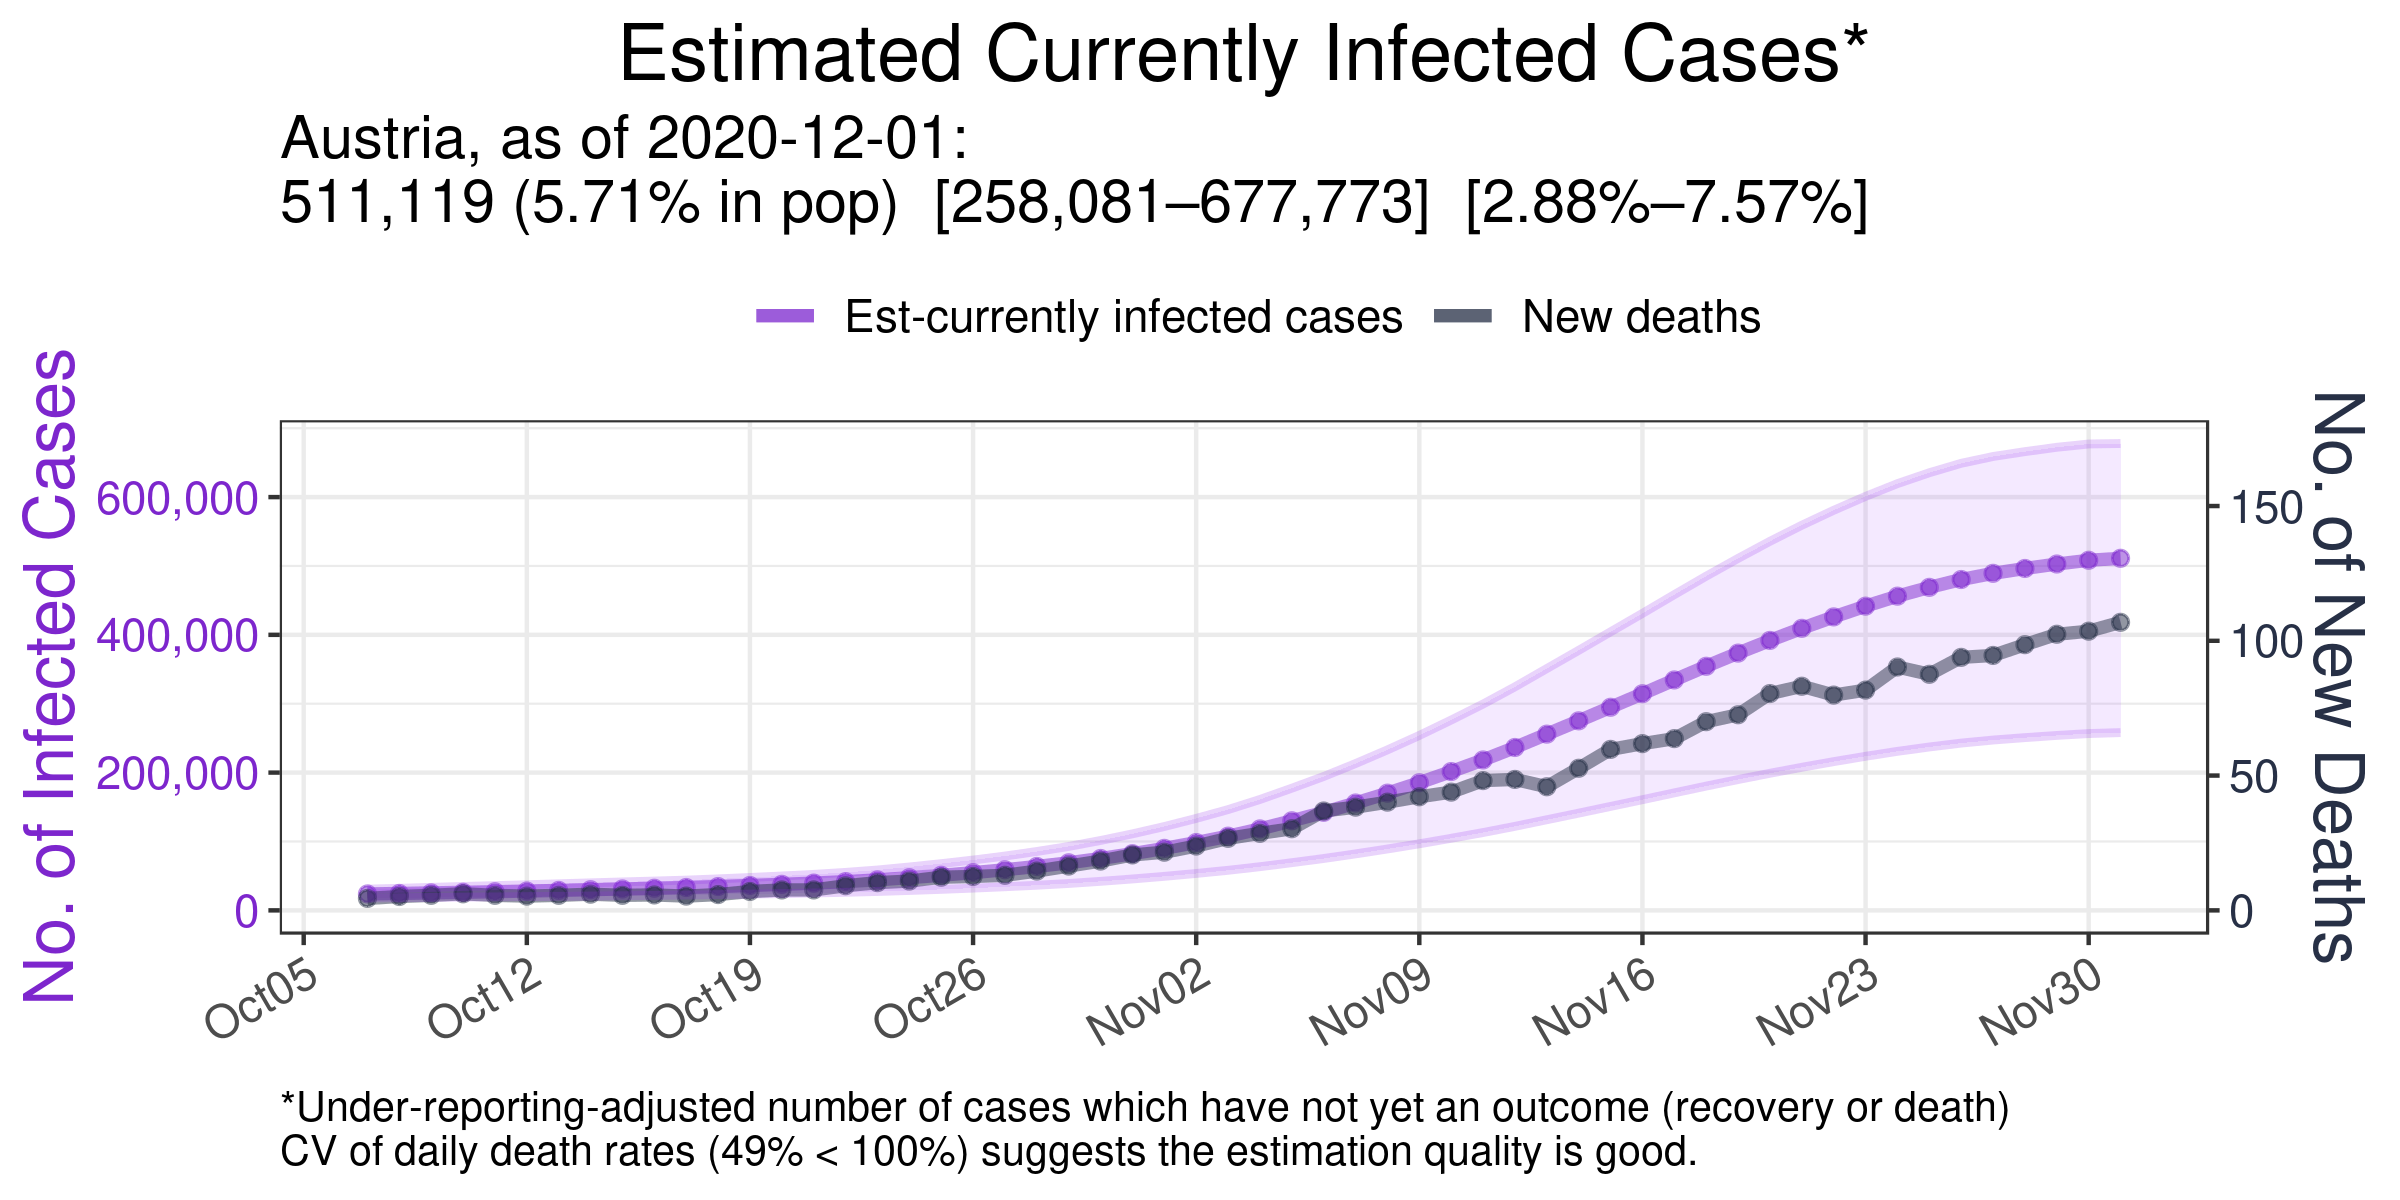 Estimated Currently Infected Cases*
Austria, as of 2020-12-01:
511,119 (5.71% in pop) [258,081–677,773] [2.88%–7.57%]
Est-currently infected cases
New deaths
No. of Infected Cases
600,000
400,000
200,000
0
No. of New Deaths
150
100
50
0
Oct05
Oct12
Oct19
Oct26
Nov02
Nov09
Nov16
Nov23
Nov30
*Under-reporting-adjusted number of cases which have not yet an outcome (recovery or death)
CV of daily death rates (49% < 100%) suggests the estimation quality is good.